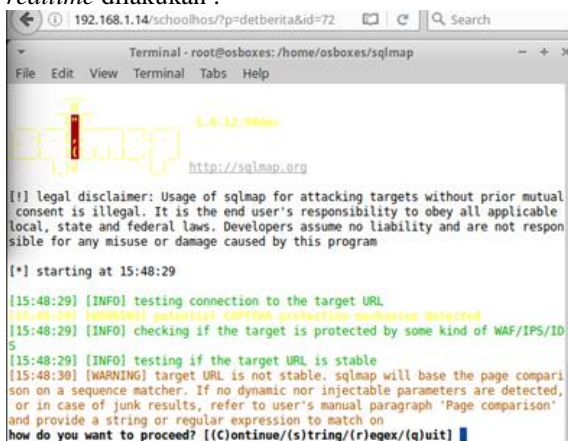 realtime dilakukan :
192.168.1.14/schoolhos/?p=detberita&id=72
Search
Terminal - root@osboxes: /home/osboxes/sqlmap
File Edit View Terminal Tabs Help
http://sqlmap.org
[!] legal disclaimer: Usage of sqlmap for attacking targets without prior mutual
consent is illegal. It is the end user's responsibility to obey all applicable
local, state and federal laws. Developers assume no liability and are not respon
sible for any misuse or damage caused by this program
[*] starting at 15:48:29
[15:48:29] [INFO] testing connection to the target URL
[15:48:29] [WARNING] potential CAPTCHA protection mechanism detected
[15:48:29] [INFO] checking if the target is protected by some kind of WAF/IPS/ID
S
[15:48:29] [INFO] testing if the target URL is stable
[15:48:30] [WARNING] target URL is not stable. sqlmap will base the page compari
son on a sequence matcher. If no dynamic nor injectable parameters are detected,
or in case of junk results, refer to user's manual paragraph 'Page comparison'
and provide a string or regular expression to match on
how do you want to proceed? [(C)ontinue/(s)tring/(r)egex/(q)uit]